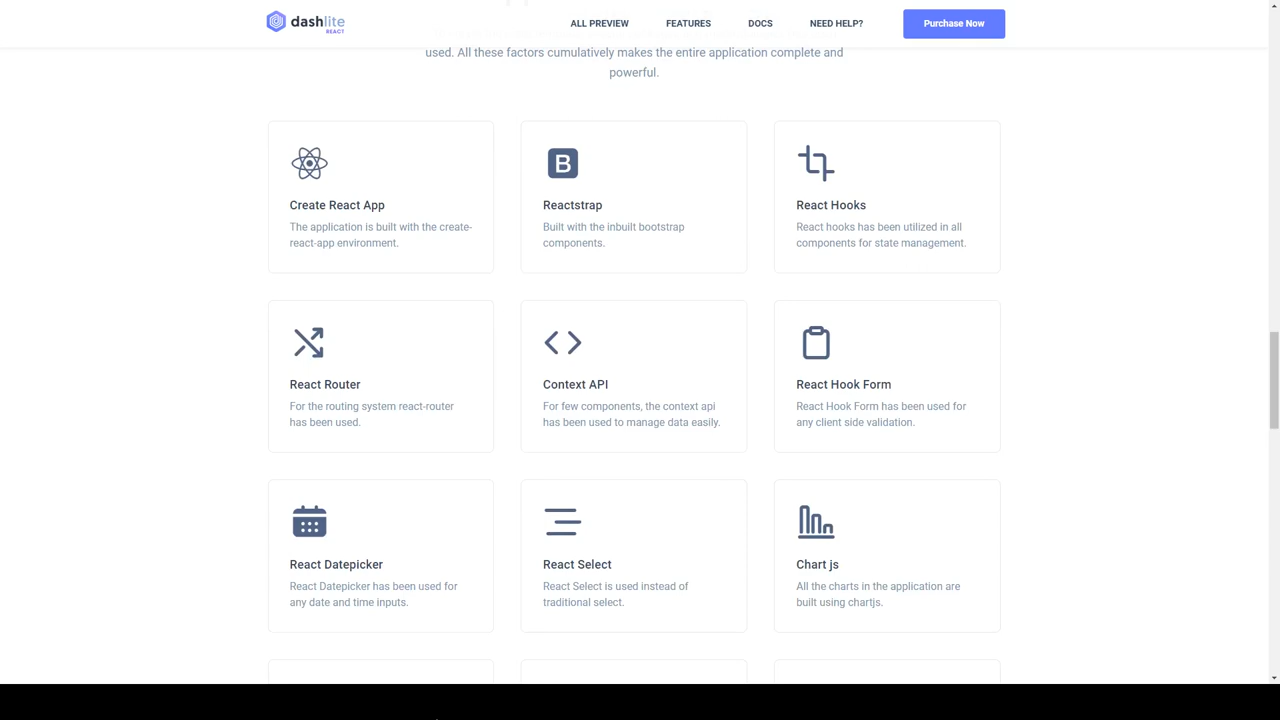 dashlite
REACT
ALL PREVIEW
FEATURES
DOCS
NEED HELP?
Purchase Now
used. All these factors cumulatively makes the entire application complete and
powerful.
Create React App
The application is built with the create-
react-app environment.
B
Reactstrap
Built with the inbuilt bootstrap
components.
React Hooks
React hooks has been utilized in all
components for state management.
React Router
For the routing system react-router
has been used.
Context API
For few components, the context api
has been used to manage data easily.
React Hook Form
React Hook Form has been used for
any client side validation.
React Datepicker
React Datepicker has been used for
any date and time inputs.
React Select
React Select is used instead of
traditional select.
Chart js
All the charts in the application are
built using chartjs.